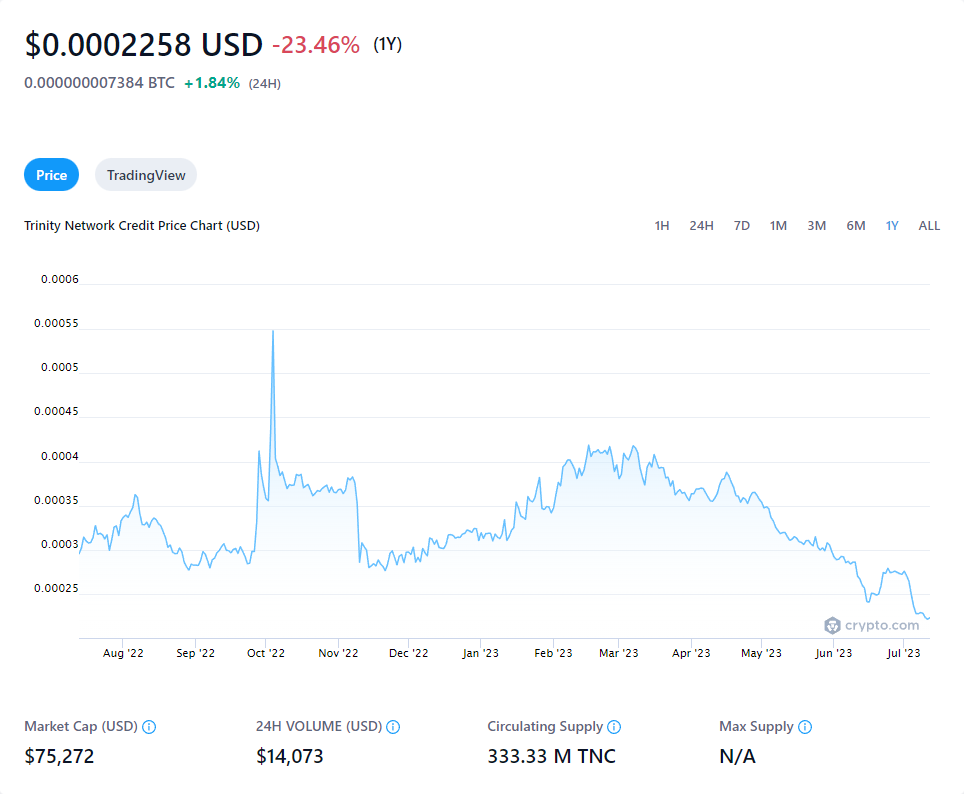 $0.0002258 USD -23.46% (1Y)
0.000000007384 BTC +1.84% (24H)
Price TradingView
Trinity Network Credit Price Chart (USD) 1H 24H 7D 1M 3M 6M 1Y ALL
0.0006
0.00055
0.0005
0.00045
0.0004
0.00035
0.0003
0.00025
crypto.com
Aug '22 Sep '22 Oct '22 Nov '22 Dec '22 Jan '23 Feb '23 Mar '23 Apr '23 May '23 Jun '23 Jul '23
Market Cap (USD) 24H VOLUME (USD) Circulating Supply Max Supply
$75,272 $14,073 333.33 M TNC N/A